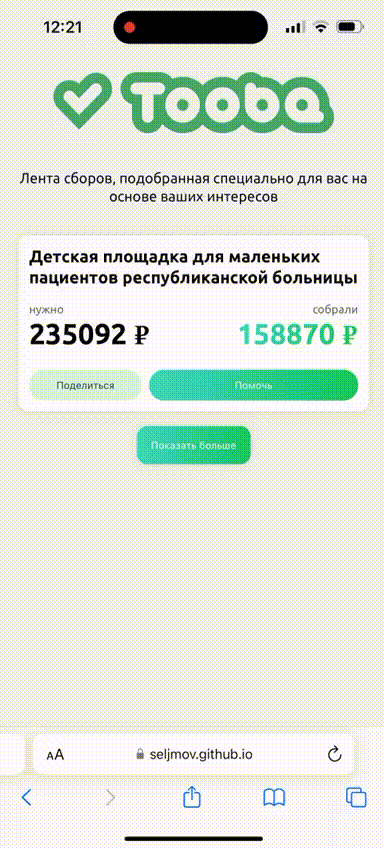 12:21
Tooba
Лента сборов, подобранная специально для вас на
основе ваших интересов
Детская площадка для маленьких
пациентов республиканской больницы
нужно собрали
235092 ₽ 158870 ₽
Поделиться Помочь
Показать больше
AA seljmov.github.io